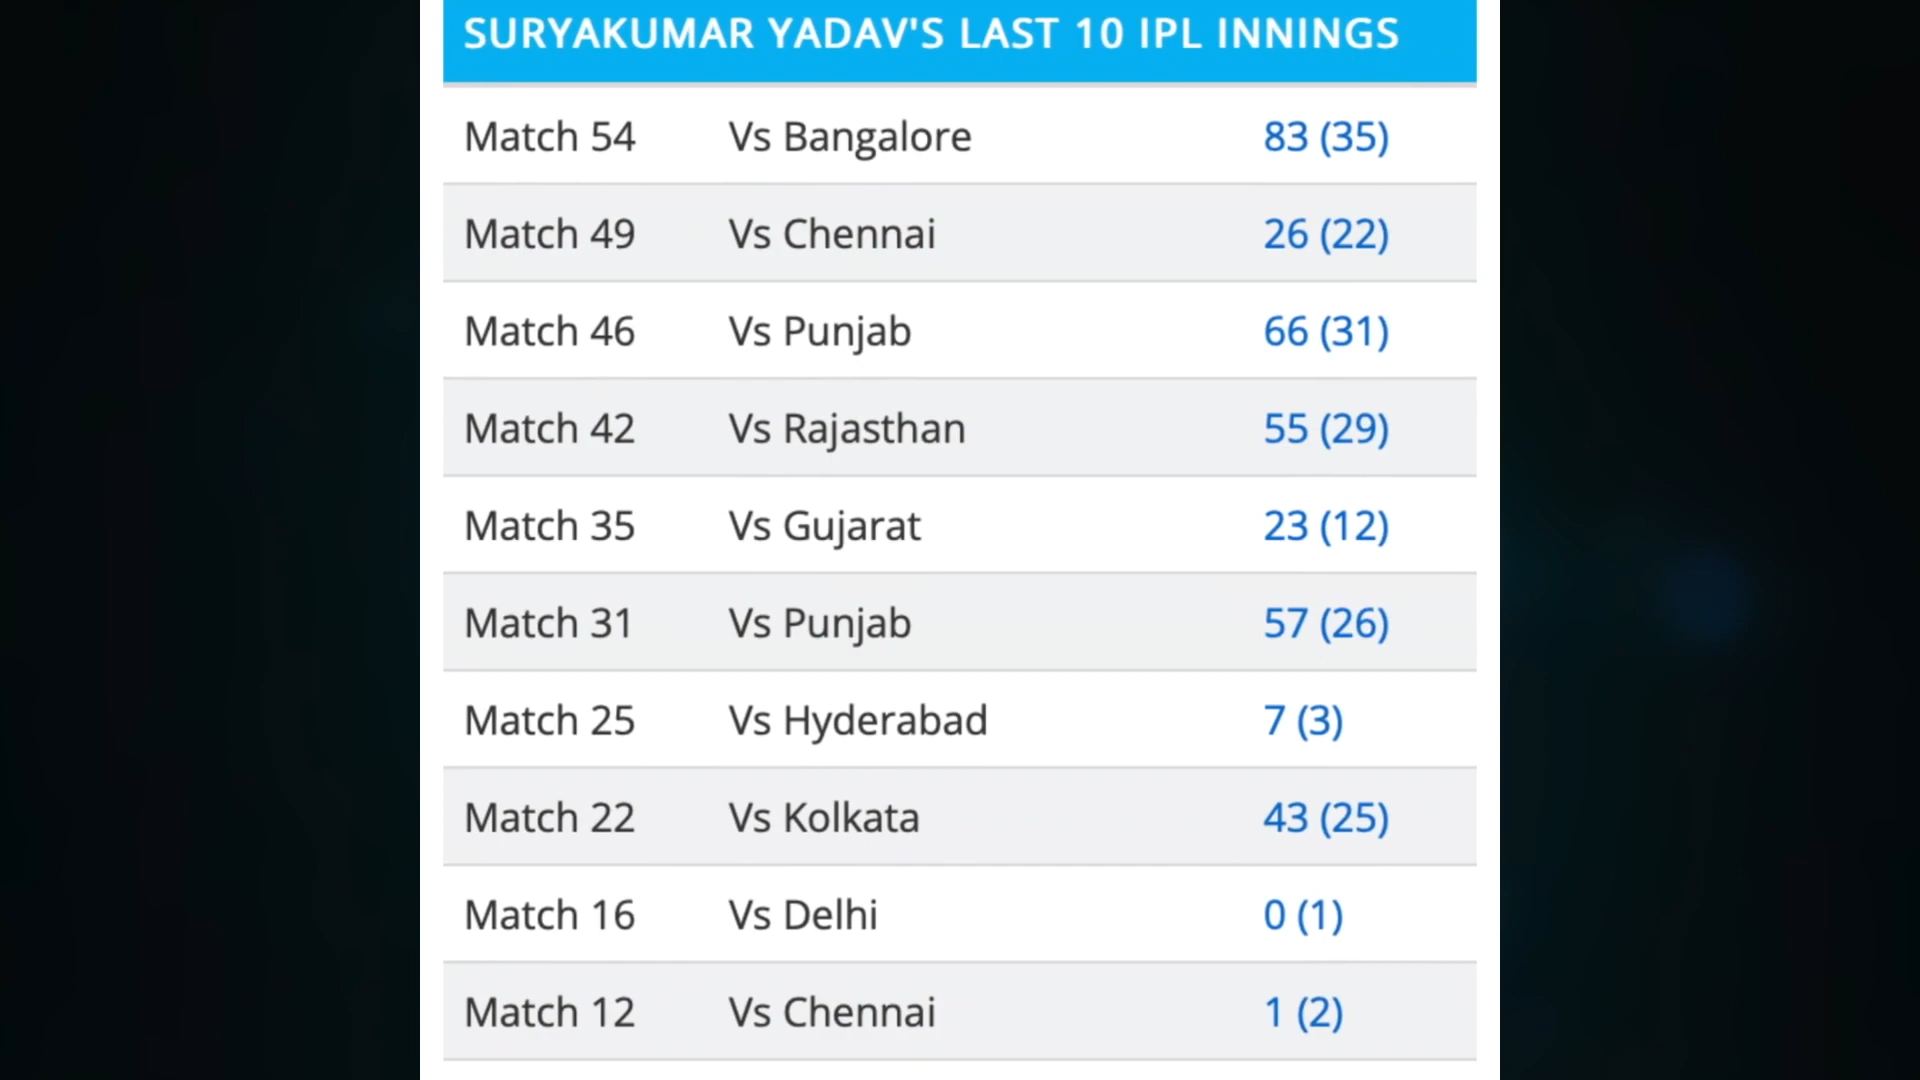 SURYAKUMAR YADAV'S LAST 10 IPL INNINGS
Match 54 Vs Bangalore 83 (35)
Match 49 Vs Chennai 26 (22)
Match 46 Vs Punjab 66 (31)
Match 42 Vs Rajasthan 55 (29)
Match 35 Vs Gujarat 23 (12)
Match 31 Vs Punjab 57 (26)
Match 25 Vs Hyderabad 7 (3)
Match 22 Vs Kolkata 43 (25)
Match 16 Vs Delhi 0 (1)
Match 12 Vs Chennai 1 (2)